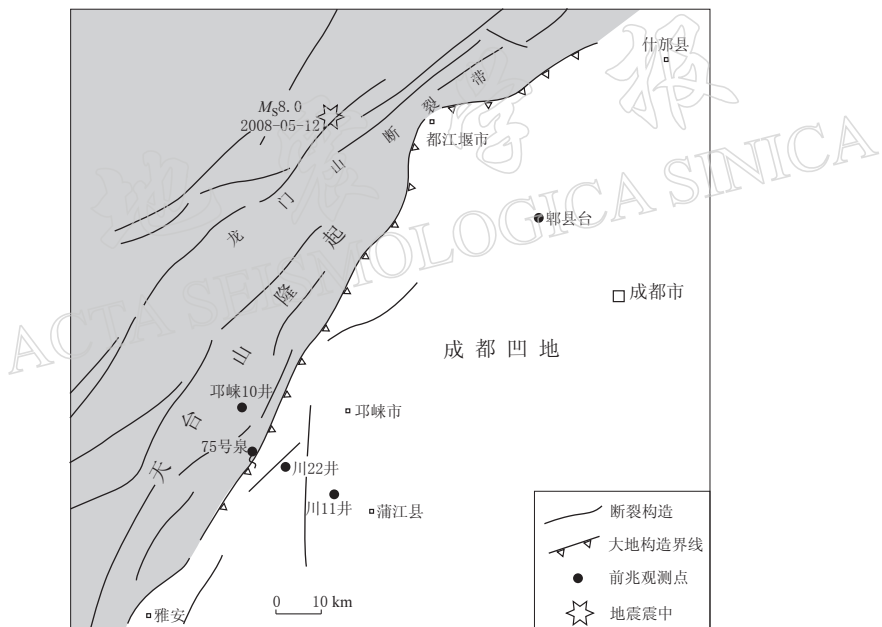 什邡县
Ms8.0
2008-05-12
都江堰市
龙门山断裂带
郫县台
成都市
天台山隆起
成都凹地
邛崃10井
邛崃市
75号泉
川22井
川11井
蒲江县
雅安
0 10 km
断裂构造
大地构造界线
前兆观测点
地震震中
地震学报
ACTA SEISMOLOGICA SINICA